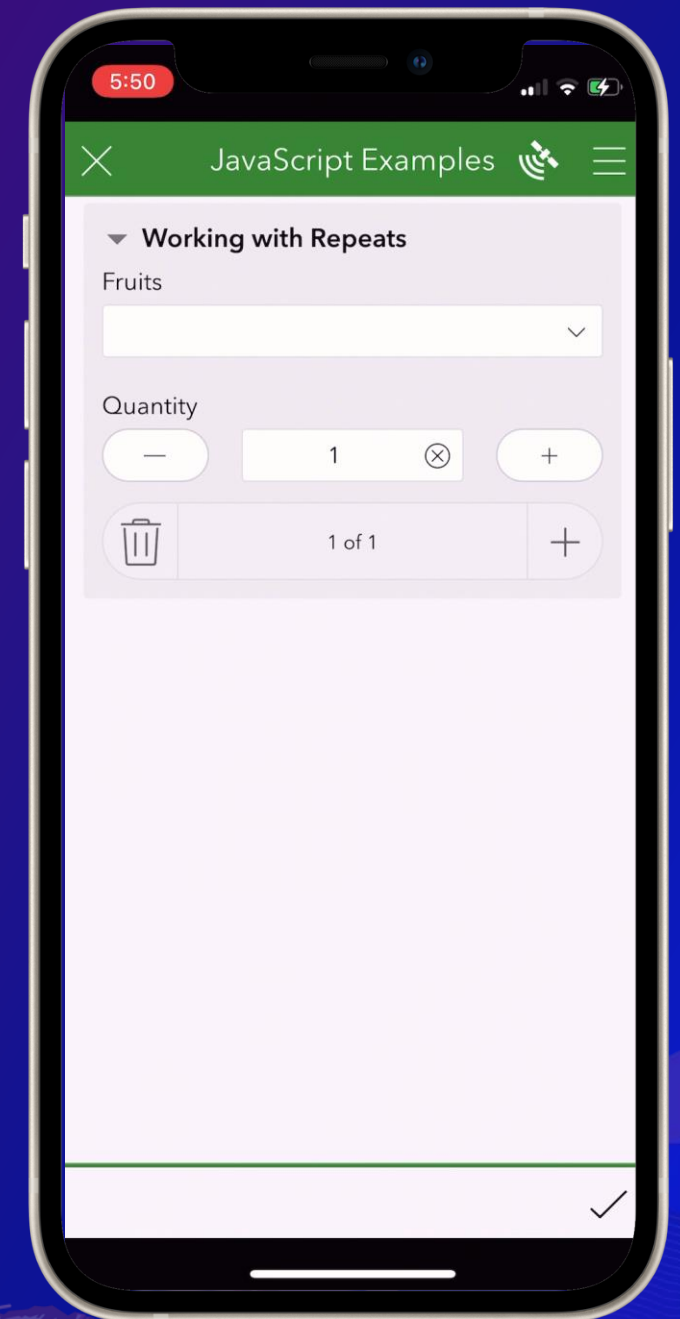 5:50
JavaScript Examples
Working with Repeats
Fruits
Quantity
1
1 of 1